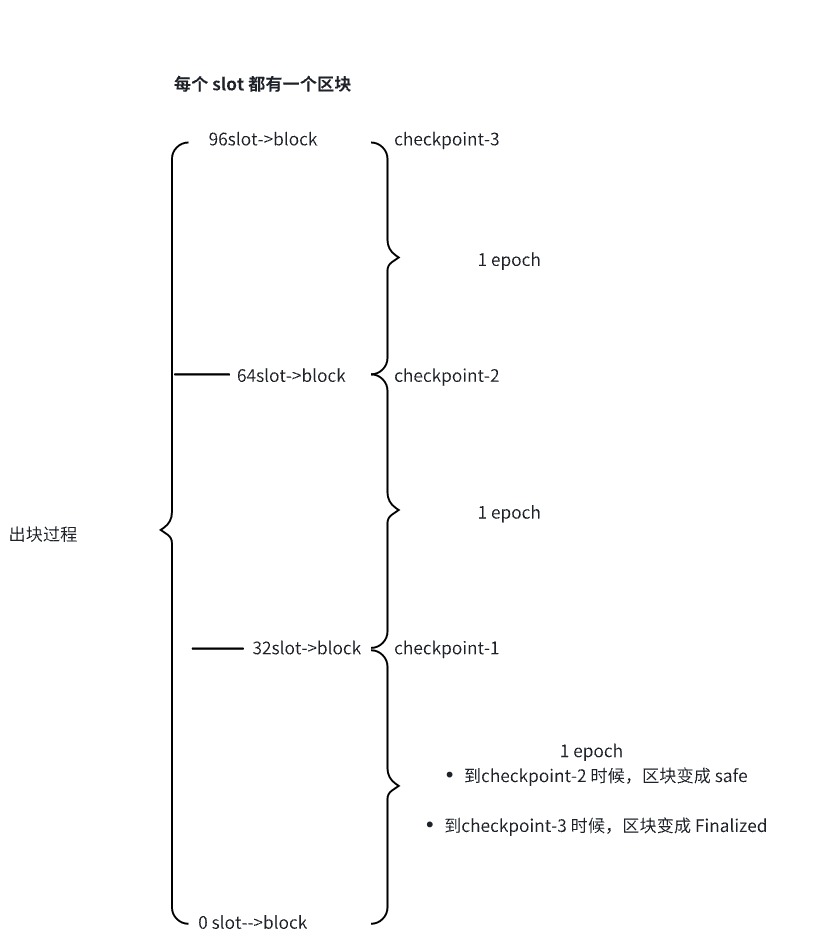 每个 slot 都有一个区块
96slot->block
checkpoint-3
1 epoch
64slot->block
checkpoint-2
1 epoch
出块过程
32slot->block
checkpoint-1
1 epoch
• 到checkpoint-2 时候，区块变成 safe
• 到checkpoint-3 时候，区块变成 Finalized
0 slot-->block